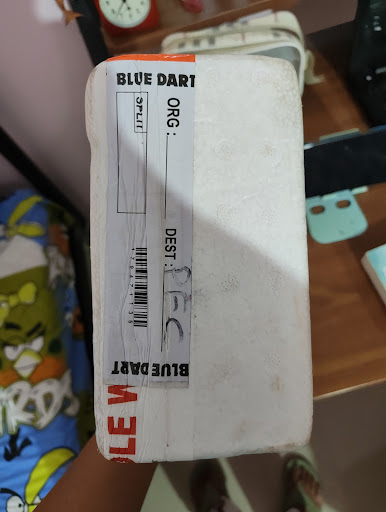 BLUE DART
SPLIT
ORG :
DEST :
BLUE DART
LE W